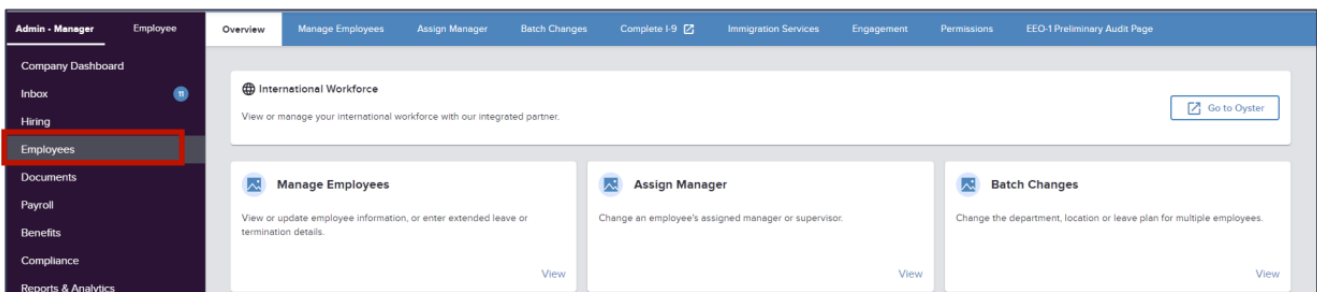 Admin - Manager Employee
Overview Manage Employees Assign Manager Batch Changes Complete I-9 Immigration Services Engagement Permissions EEO-1 Preliminary Audit Page
Company Dashboard
Inbox 11
Hiring
Employees
Documents
Payroll
Benefits
Compliance
Reports & Analytics
International Workforce
View or manage your international workforce with our integrated partner.
Go to Oyster
Manage Employees
View or update employee information, or enter extended leave or
termination details.
View
Assign Manager
Change an employee's assigned manager or supervisor.
View
Batch Changes
Change the department, location or leave plan for multiple employees.
View